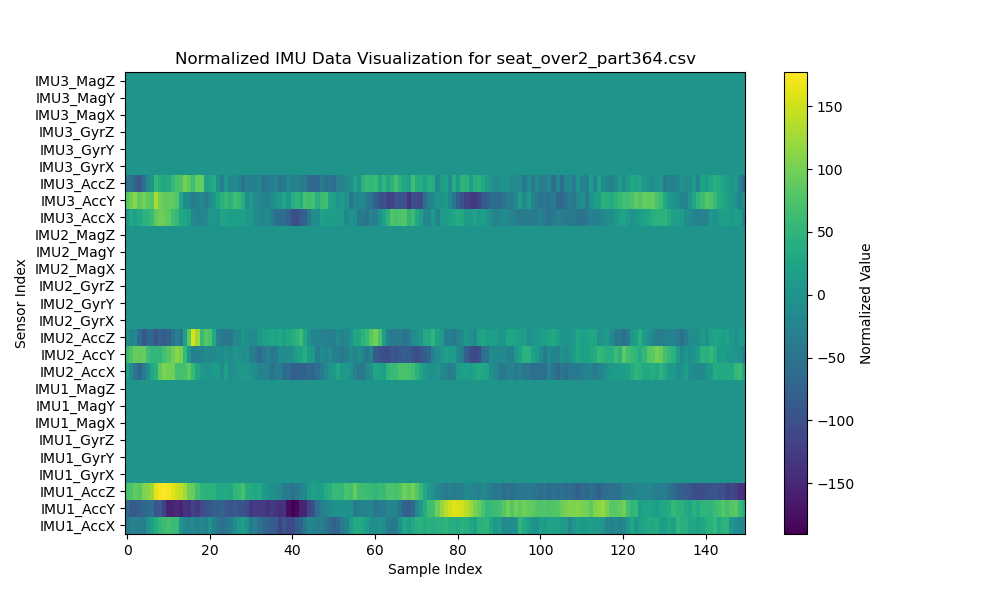 Normalized IMU Data Visualization for seat_over2_part364.csv
IMU3_MagZ
IMU3_MagY
IMU3_MagX
IMU3_GyrZ
IMU3_GyrY
IMU3_GyrX
IMU3_AccZ
IMU3_AccY
IMU3_AccX
IMU2_MagZ
IMU2_MagY
IMU2_MagX
IMU2_GyrZ
IMU2_GyrY
IMU2_GyrX
IMU2_AccZ
IMU2_AccY
IMU2_AccX
IMU1_MagZ
IMU1_MagY
IMU1_MagX
IMU1_GyrZ
IMU1_GyrY
IMU1_GyrX
IMU1_AccZ
IMU1_AccY
IMU1_AccX
Sensor Index
0 20 40 60 80 100 120 140
Sample Index
150
100
50
0
−50
−100
−150
Normalized Value